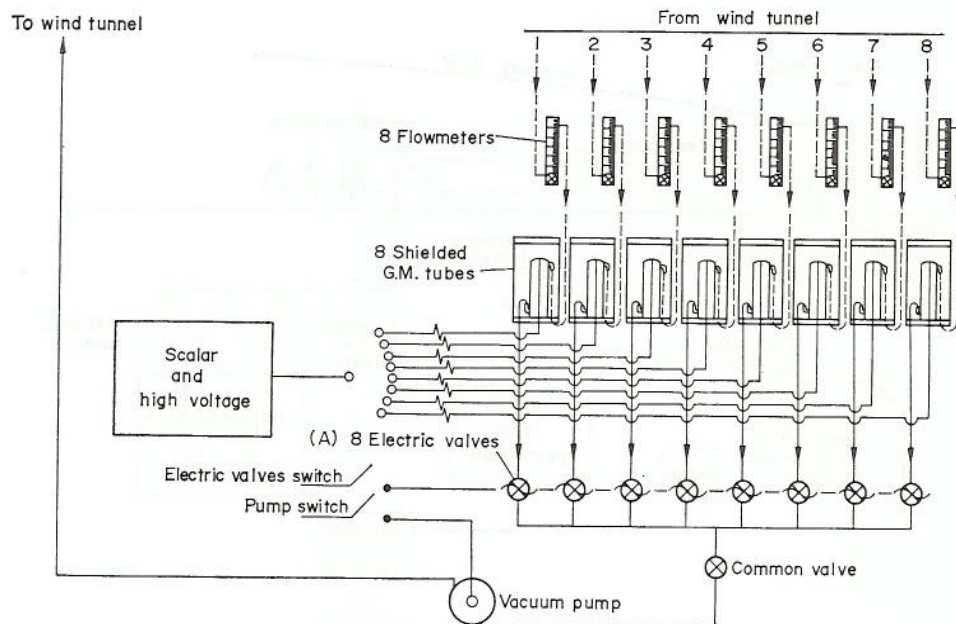 To wind tunnel
From wind tunnel
1 2 3 4 5 6 7 8
8 Flowmeters
8 Shielded
G.M. tubes
Scalar
and
high voltage
(A) 8 Electric valves
Electric valves switch
Pump switch
Common valve
Vacuum pump